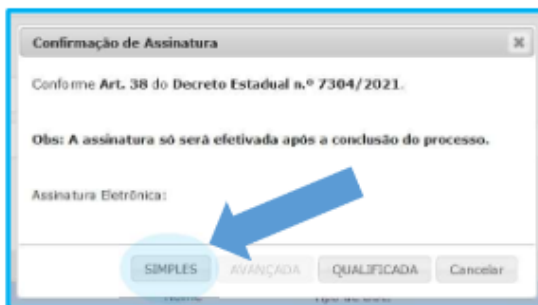 Confirmação de Assinatura
Conforme Art. 38 do Decreto Estadual n.º 7304/2021.
Obs: A assinatura só será efetivada após a conclusão do processo.
Assinatura Eletrônica:
SIMPLES AVANÇADA QUALIFICADA Cancelar
Nome